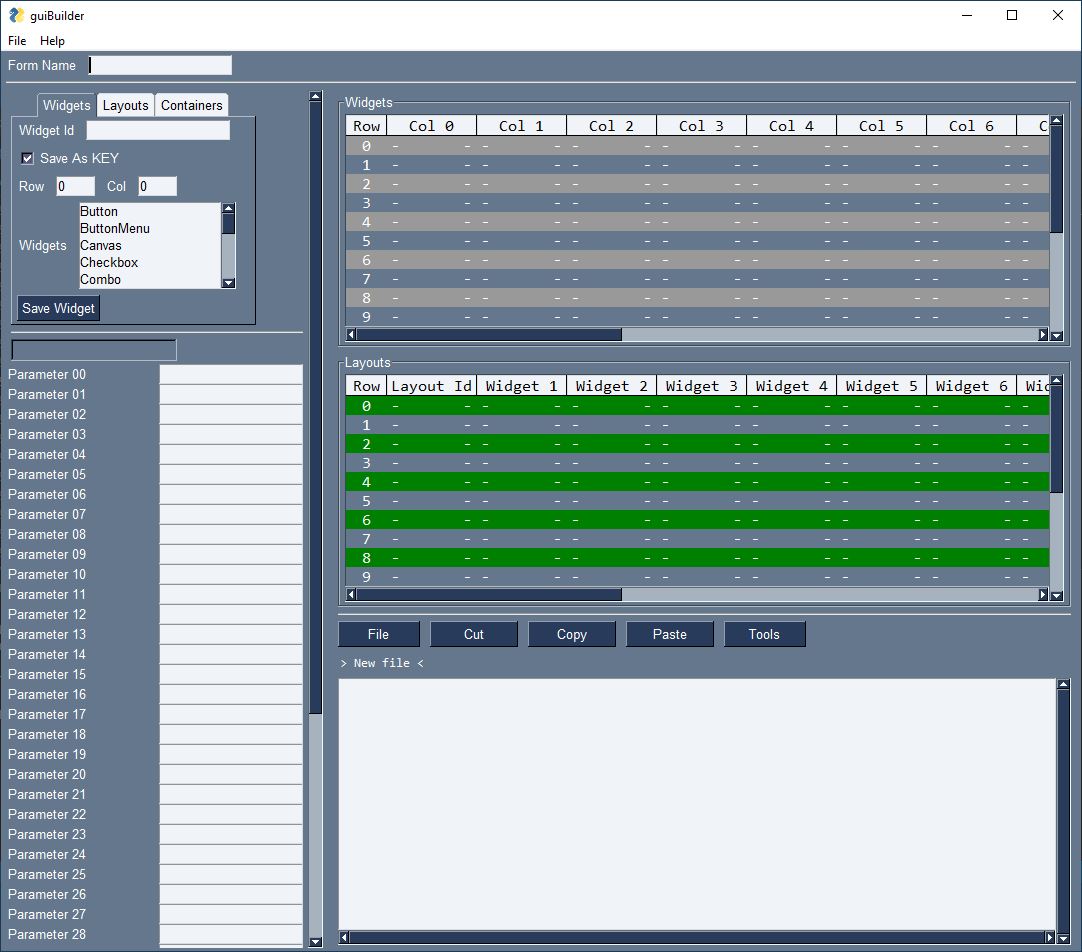 guiBuilder
File Help
Form Name
Widgets Layouts Containers
Widget Id
Save As KEY
Row 0 Col 0
Widgets
Button
ButtonMenu
Canvas
Checkbox
Combo
Save Widget
Parameter 00
Parameter 01
Parameter 02
Parameter 03
Parameter 04
Parameter 05
Parameter 06
Parameter 07
Parameter 08
Parameter 09
Parameter 10
Parameter 11
Parameter 12
Parameter 13
Parameter 14
Parameter 15
Parameter 16
Parameter 17
Parameter 18
Parameter 19
Parameter 20
Parameter 21
Parameter 22
Parameter 23
Parameter 24
Parameter 25
Parameter 26
Parameter 27
Parameter 28
Widgets
Row Col 0 Col 1 Col 2 Col 3 Col 4 Col 5 Col 6 C
0 - - - - - - - - - - - - - - -
1 - - - - - - - - - - - - - - -
2 - - - - - - - - - - - - - - -
3 - - - - - - - - - - - - - - -
4 - - - - - - - - - - - - - - -
5 - - - - - - - - - - - - - - -
6 - - - - - - - - - - - - - - -
7 - - - - - - - - - - - - - - -
8 - - - - - - - - - - - - - - -
9 - - - - - - - - - - - - - - -
Layouts
Row Layout Id Widget 1 Widget 2 Widget 3 Widget 4 Widget 5 Widget 6 Wid
0 - - - - - - - - - - - - - - -
1 - - - - - - - - - - - - - - -
2 - - - - - - - - - - - - - - -
3 - - - - - - - - - - - - - - -
4 - - - - - - - - - - - - - - -
5 - - - - - - - - - - - - - - -
6 - - - - - - - - - - - - - - -
7 - - - - - - - - - - - - - - -
8 - - - - - - - - - - - - - - -
9 - - - - - - - - - - - - - - -
File Cut Copy Paste Tools
> New file <